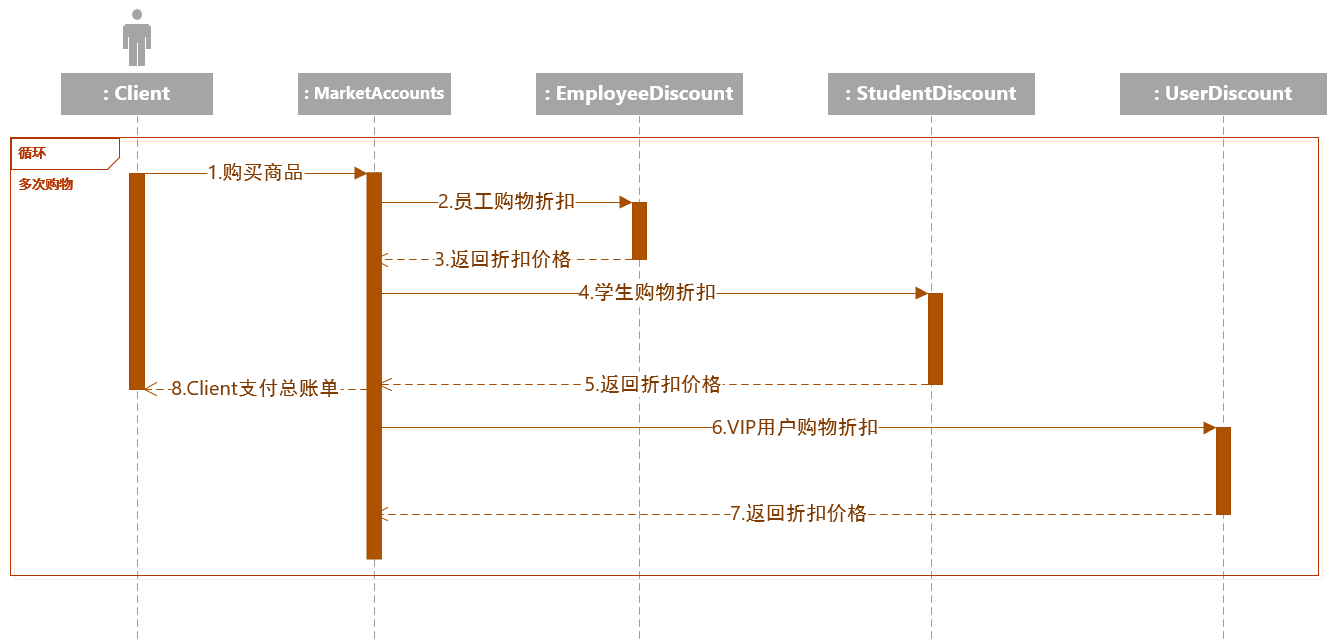 : Client
: MarketAccounts
: EmployeeDiscount
: StudentDiscount
: UserDiscount
循环
多次购物
1.购买商品
2.员工购物折扣
3.返回折扣价格
4.学生购物折扣
5.返回折扣价格
8.Client支付总账单
6.VIP用户购物折扣
7.返回折扣价格